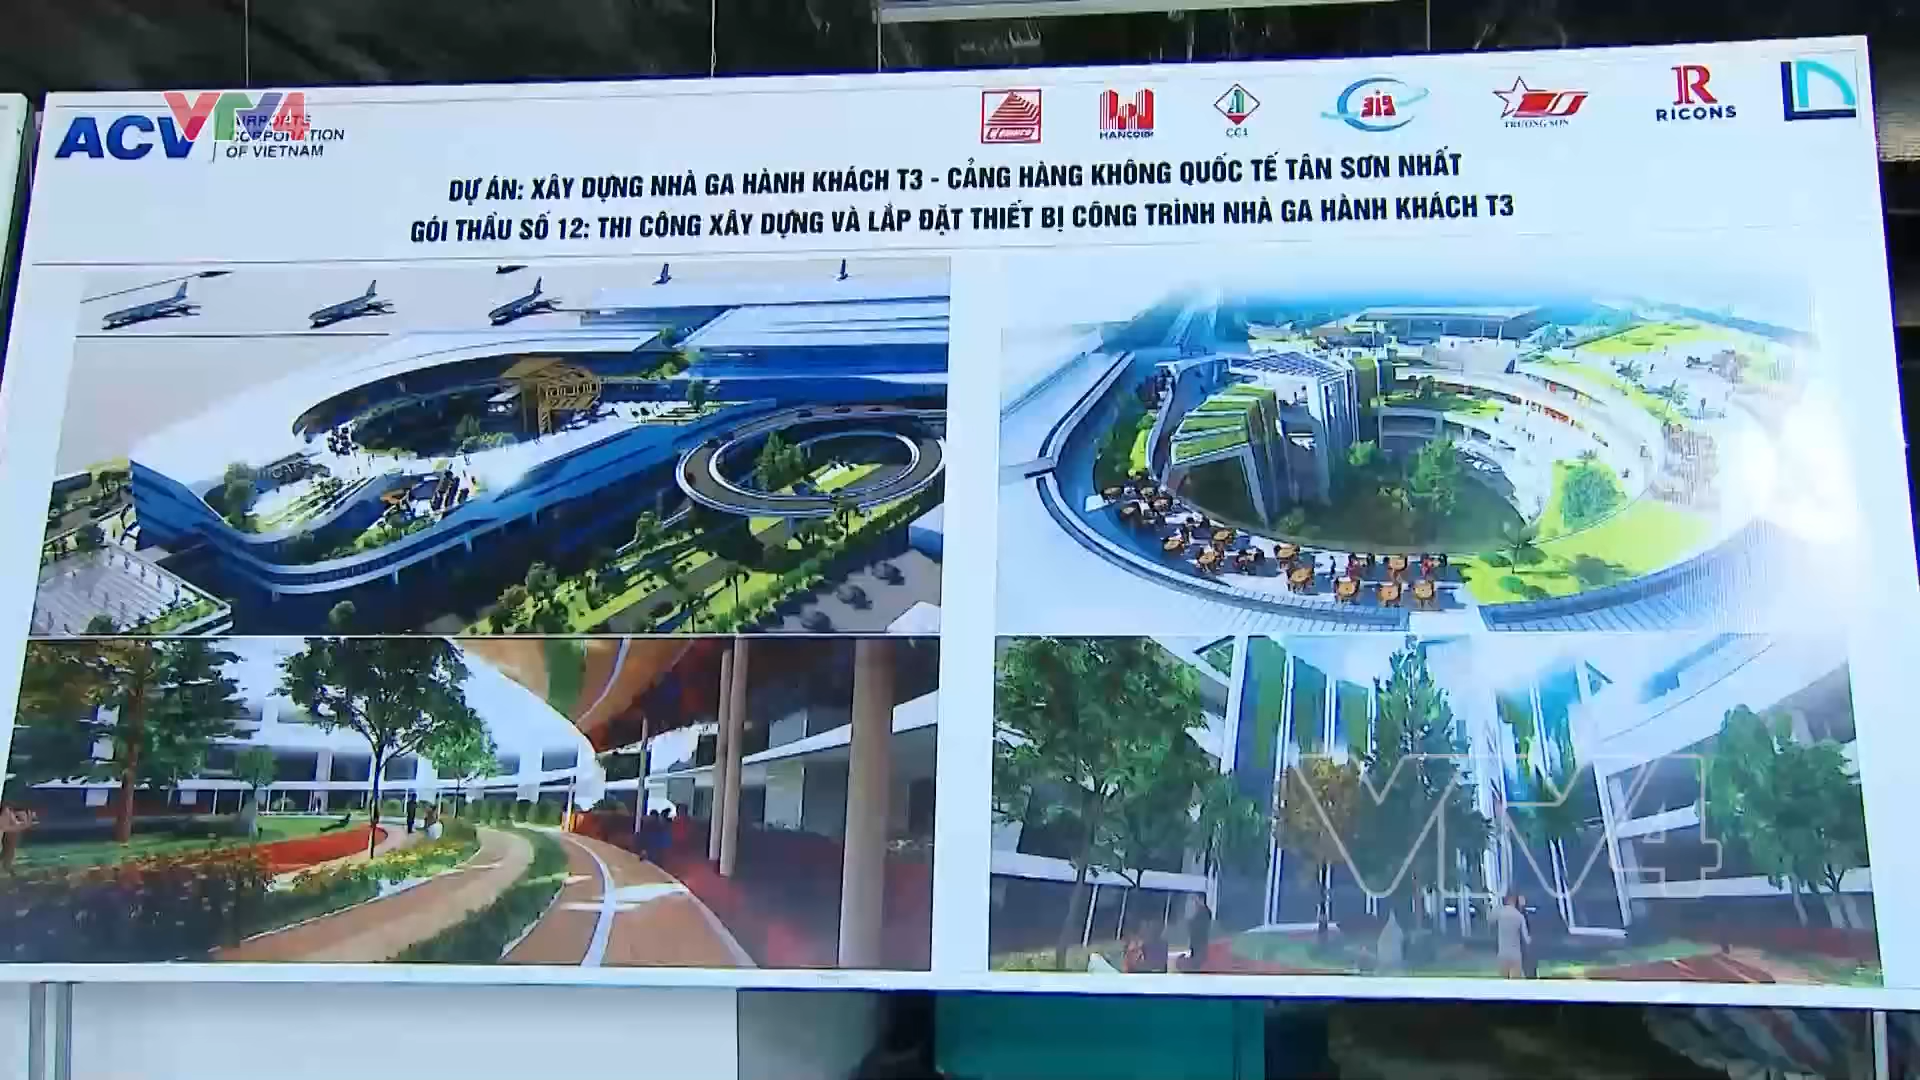 ACV
VTV4
AIRPORTS
CORPORATION
OF VIETNAM
HANCORP
CC1
TRUONG SON
RICONS
DỰ ÁN: XÂY DỰNG NHÀ GA HÀNH KHÁCH T3 - CẢNG HÀNG KHÔNG QUỐC TẾ TÂN SƠN NHẤT
GÓI THẦU SỐ 12: THI CÔNG XÂY DỰNG VÀ LẮP ĐẶT THIẾT BỊ CÔNG TRÌNH NHÀ GA HÀNH KHÁCH T3
VTV4